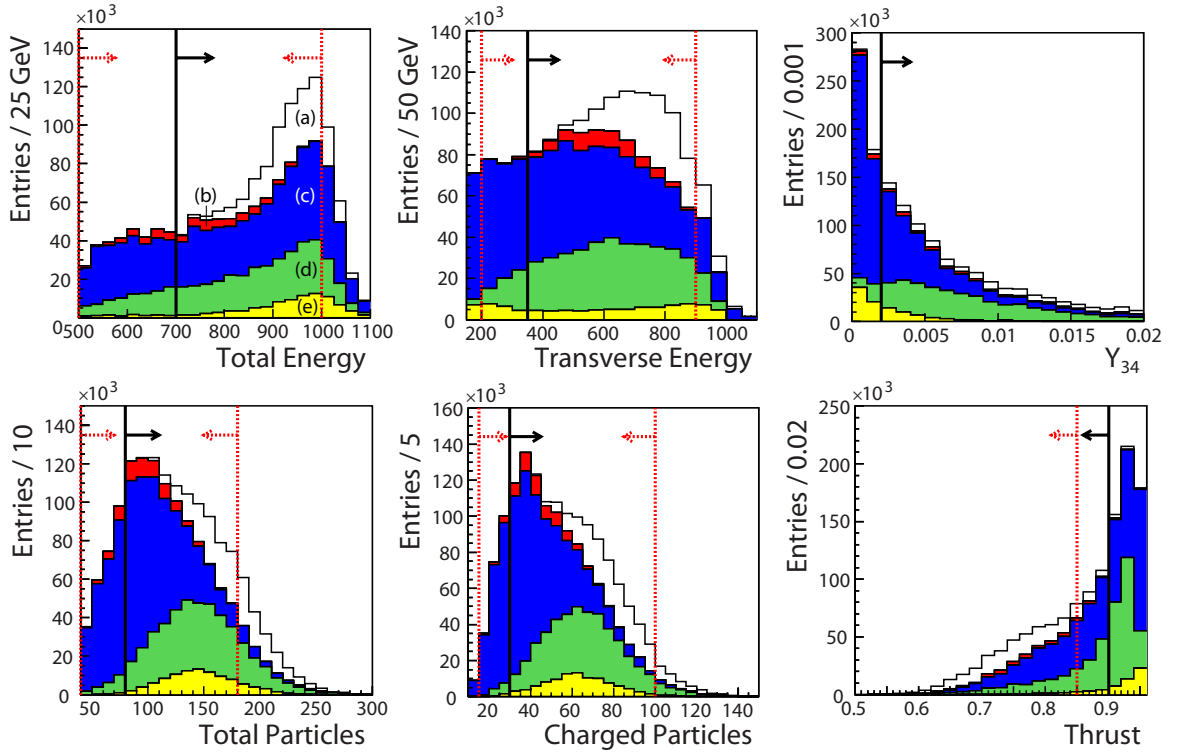 ×10³
Entries / 25 GeV
140
120
100
80
60
40
20
0
(a)
(b)
(c)
(d)
(e)
500 600 700 800 900 1000 1100
Total Energy
×10³
Entries / 50 GeV
140
120
100
80
60
40
20
0
200 400 600 800 1000
Transverse Energy
×10³
Entries / 0.001
300
250
200
150
100
50
0
0 0.005 0.01 0.015 0.02
Y₃₄
×10³
Entries / 10
140
120
100
80
60
40
20
0
50 100 150 200 250 300
Total Particles
×10³
Entries / 5
160
140
120
100
80
60
40
20
0
20 40 60 80 100 120 140
Charged Particles
×10³
Entries / 0.02
250
200
150
100
50
0
0.5 0.6 0.7 0.8 0.9
Thrust